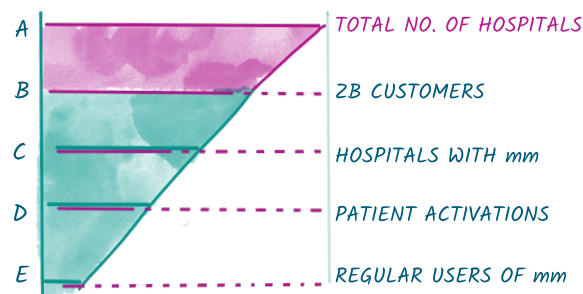 A TOTAL NO. OF HOSPITALS
B 2B CUSTOMERS
C HOSPITALS WITH mm
D PATIENT ACTIVATIONS
E REGULAR USERS OF mm